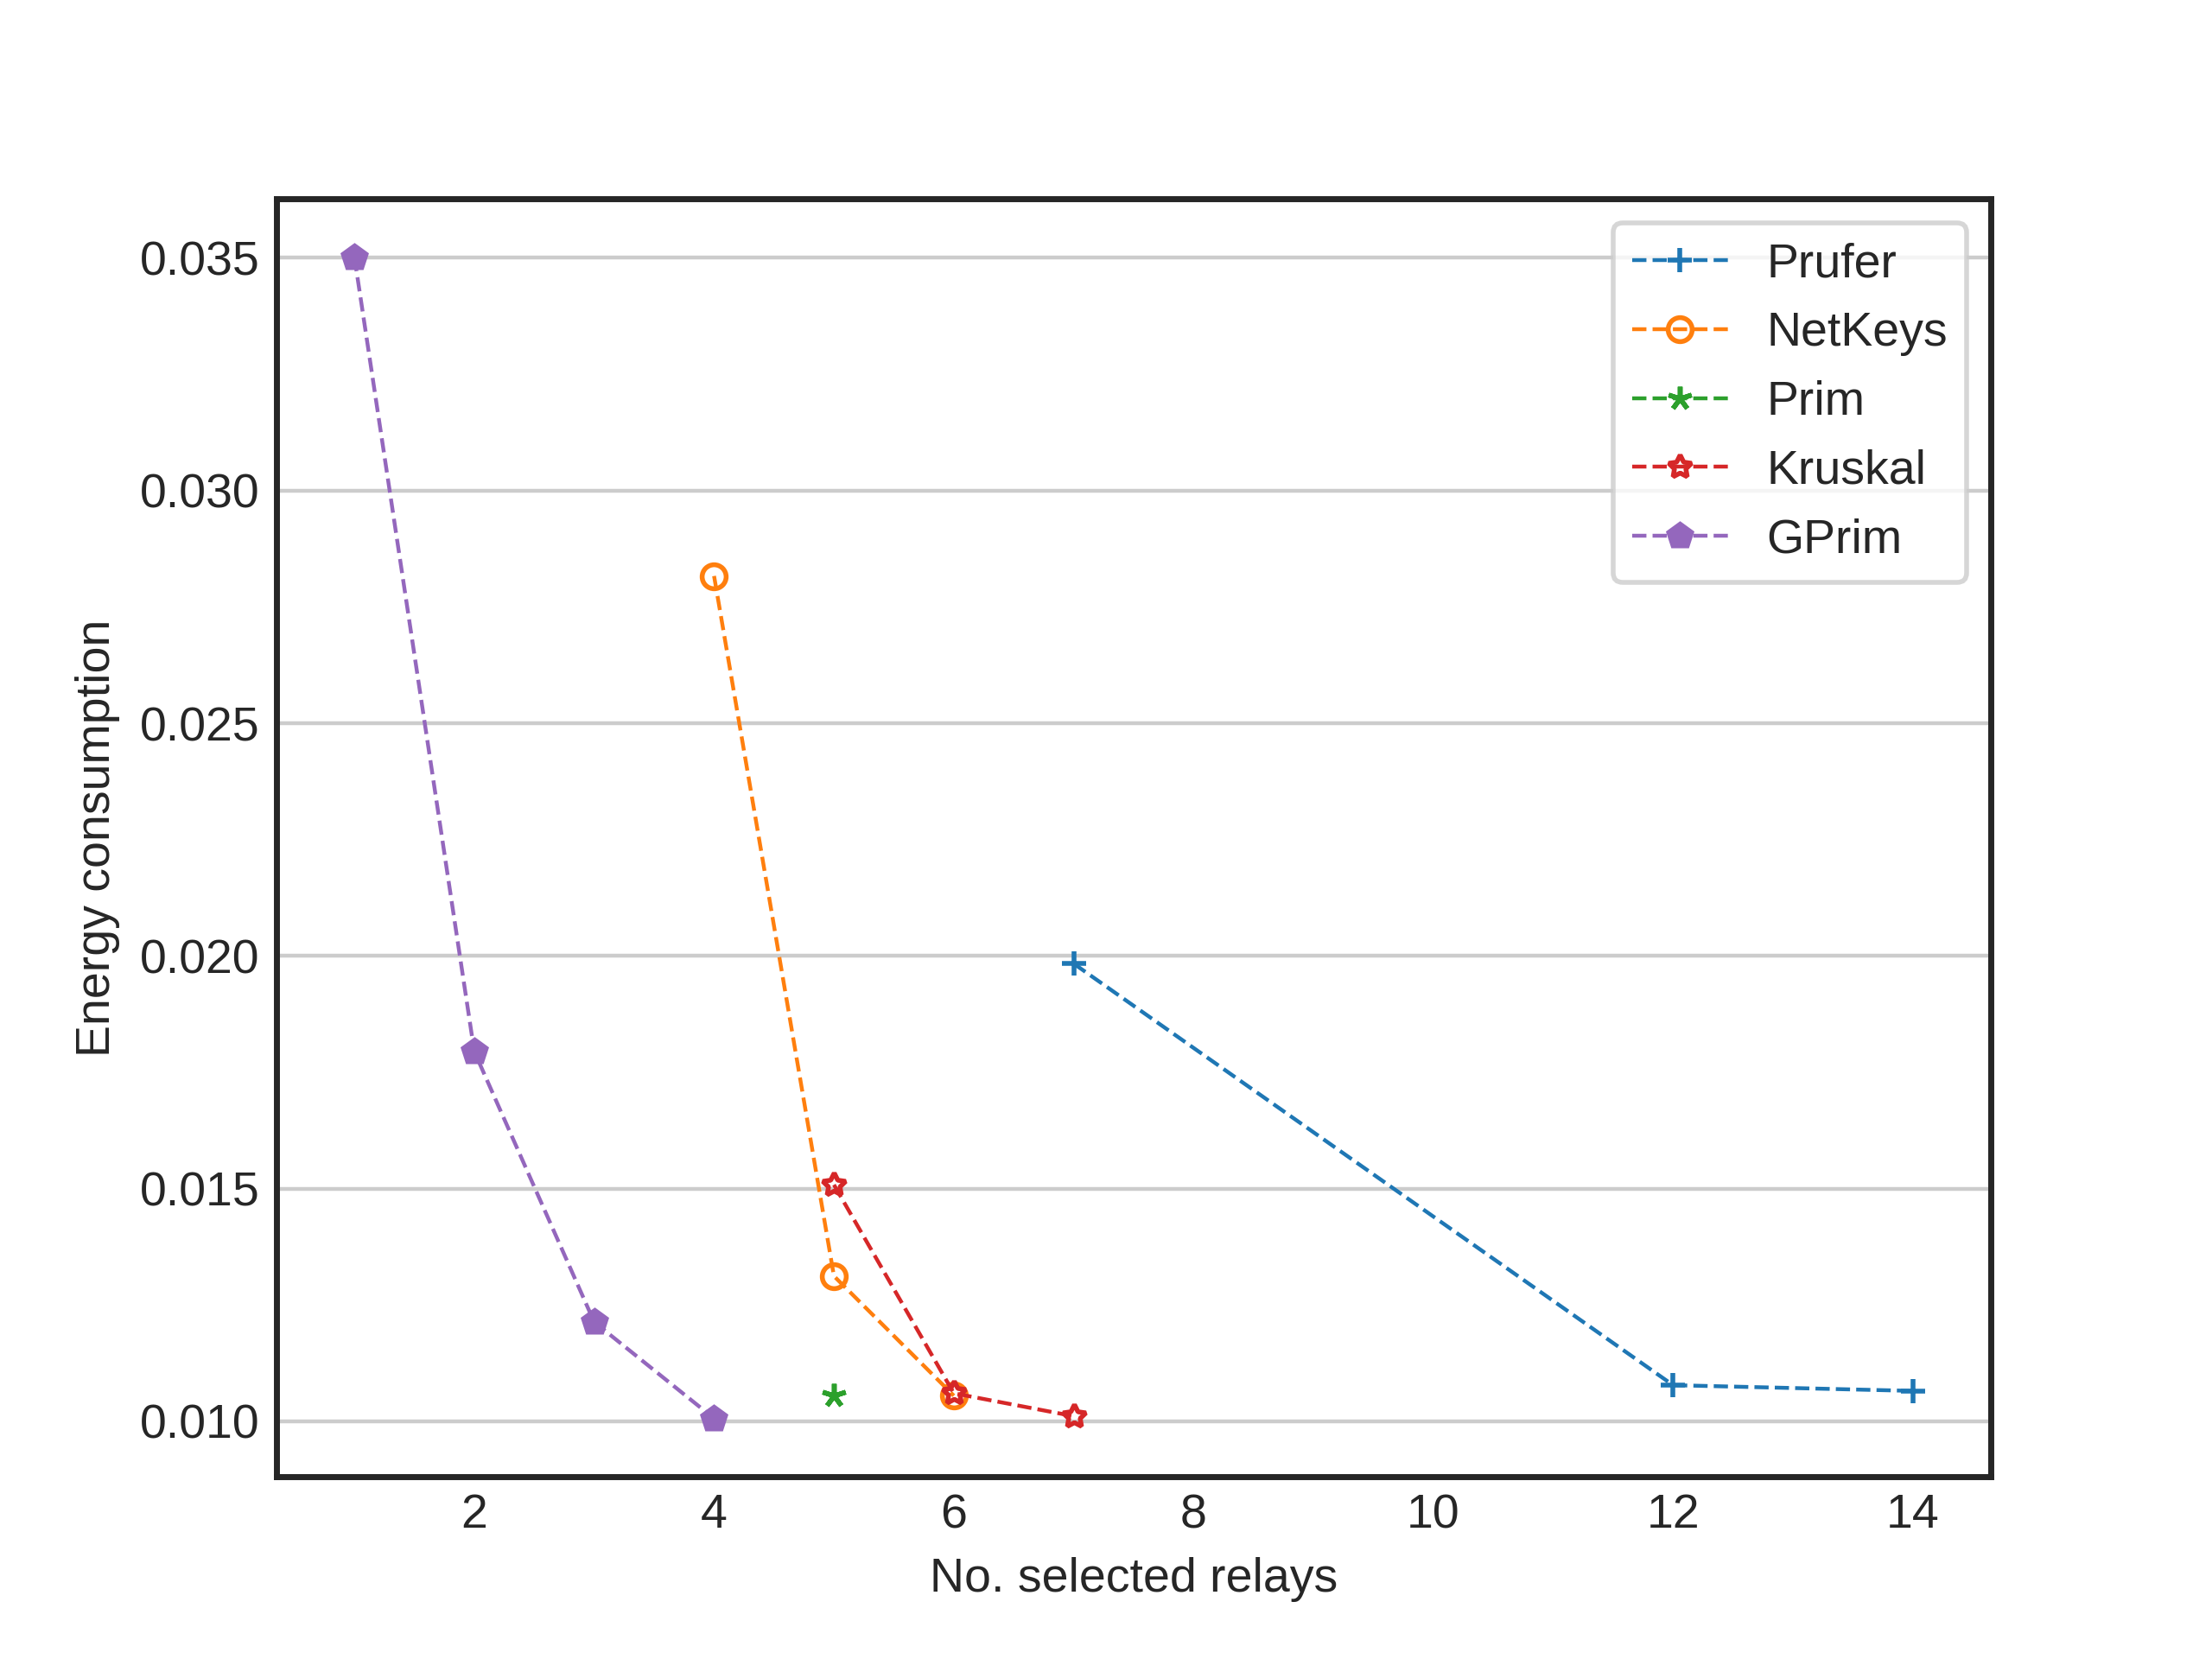 Prufer
NetKeys
Prim
Kruskal
GPrim
0.035
0.030
0.025
0.020
0.015
0.010
Energy consumption
2 4 6 8 10 12 14
No. selected relays